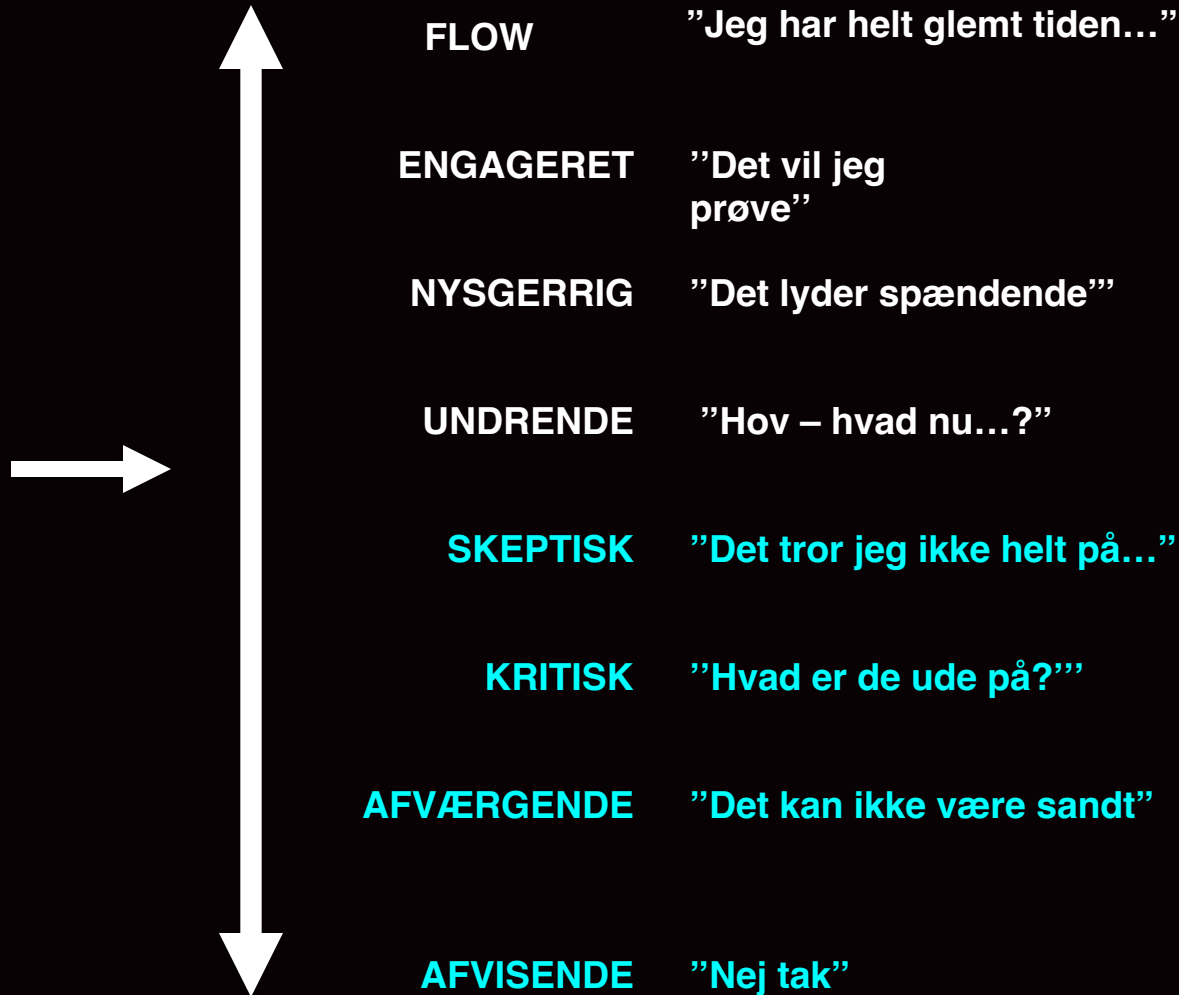 FLOW ”Jeg har helt glemt tiden…”
ENGAGERET ’’Det vil jeg
prøve’’
NYSGERRIG ”Det lyder spændende”’
UNDRENDE ”Hov – hvad nu…?”
SKEPTISK ”Det tror jeg ikke helt på…”
KRITISK ’’Hvad er de ude på?’’’
AFVÆRGENDE ”Det kan ikke være sandt”
AFVISENDE ”Nej tak”